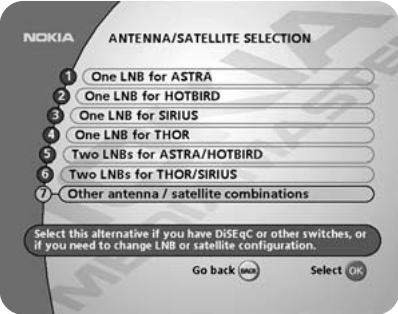 NOKIA
ANTENNA/SATELLITE SELECTION
1 One LNB for ASTRA
2 One LNB for HOTBIRD
3 One LNB for SIRIUS
4 One LNB for THOR
5 Two LNBs for ASTRA/HOTBIRD
6 Two LNBs for THOR/SIRIUS
7 Other antenna / satellite combinations
Select this alternative if you have DiSEqC or other switches, or
if you need to change LNB or satellite configuration.
Go back BACK Select OK
NOKIA
MEDIAMASTER